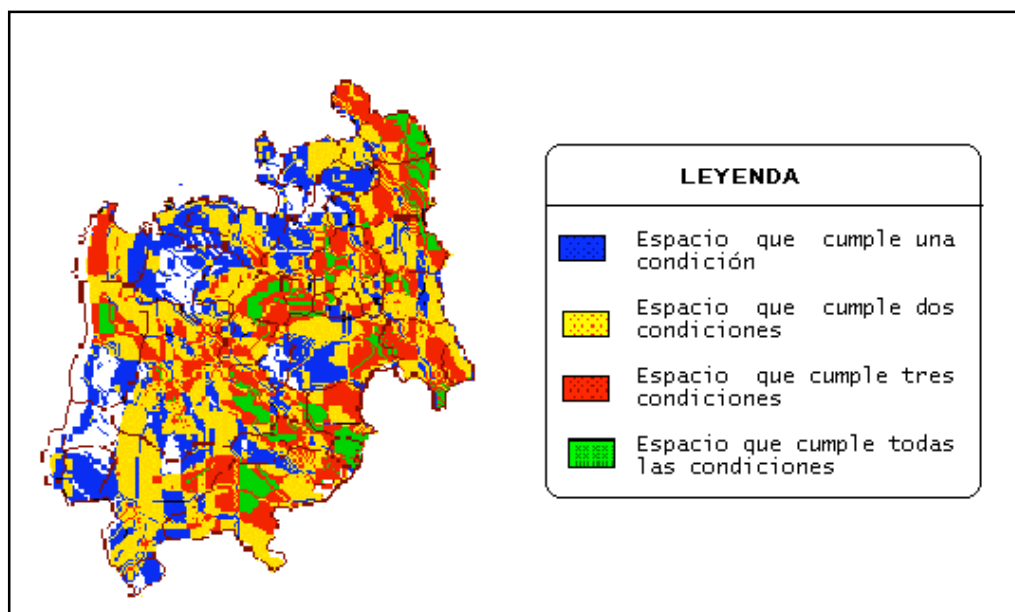 LEYENDA
Espacio que cumple una
condición
Espacio que cumple dos
condiciones
Espacio que cumple tres
condiciones
Espacio que cumple todas
las condiciones